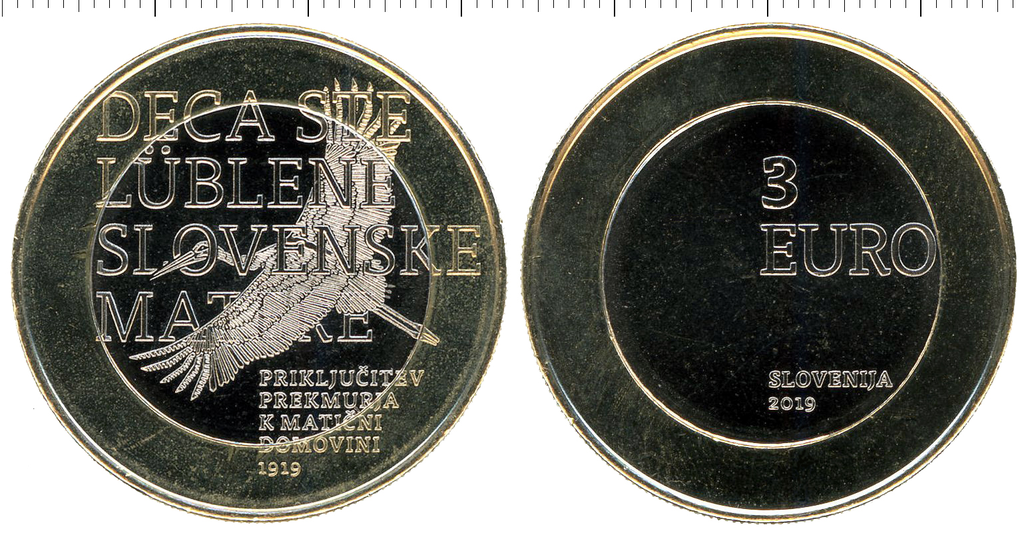 DECA STE
LÜBLENE
SLOVENSKE
MATERE
PRIKLJUČITEV
PREKMURJA
K MATIČNI
DOMOVINI
1919
3
EURO
SLOVENIJA
2019